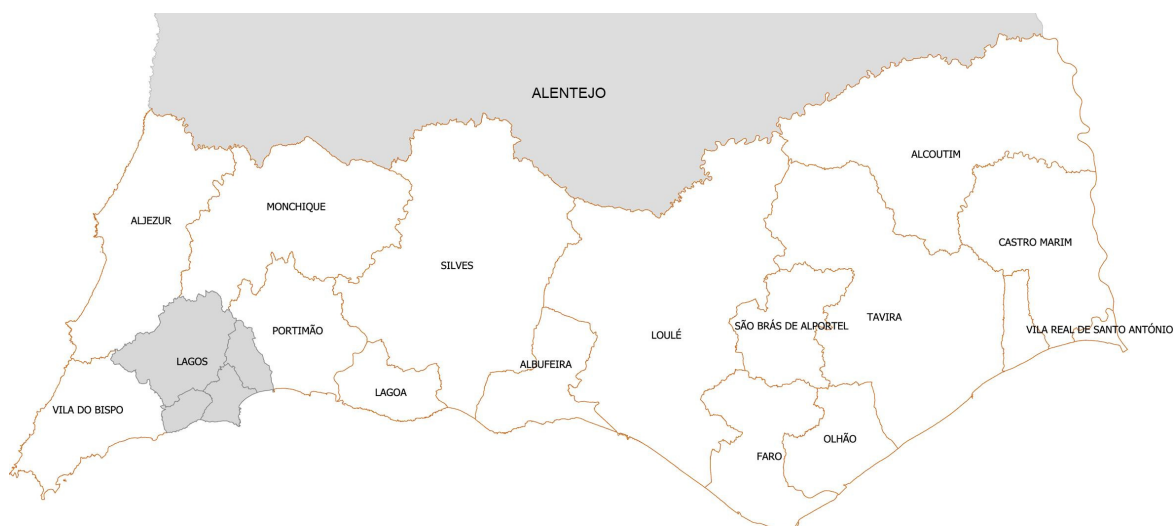 ALENTEJO
ALCOUTIM
MONCHIQUE
ALJEZUR
CASTRO MARIM
SILVES
TAVIRA
SÃO BRÁS DE ALPORTEL
PORTIMÃO
VILA REAL DE SANTO ANTÓNIO
LOULÉ
LAGOS
ALBUFEIRA
LAGOA
VILA DO BISPO
OLHÃO
FARO